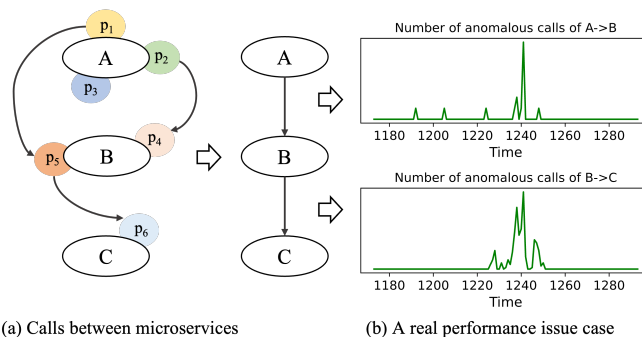 p1
A
p2
p3
B
p4
p5
p6
C
A
B
C
Number of anomalous calls of A->B
1180 1200 1220 1240 1260 1280
Time
Number of anomalous calls of B->C
1180 1200 1220 1240 1260 1280
Time
(a) Calls between microservices
(b) A real performance issue case